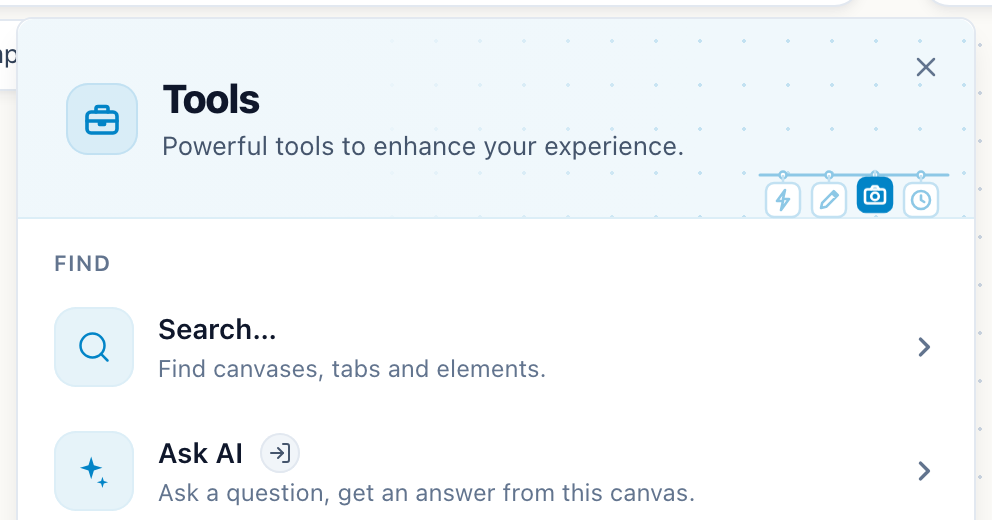 Tools
Powerful tools to enhance your experience.
FIND
Search...
Find canvases, tabs and elements.
Ask AI
Ask a question, get an answer from this canvas.